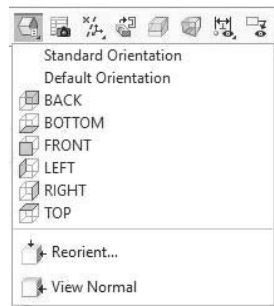 Standard Orientation
Default Orientation
BACK
BOTTOM
FRONT
LEFT
RIGHT
TOP
Reorient...
View Normal